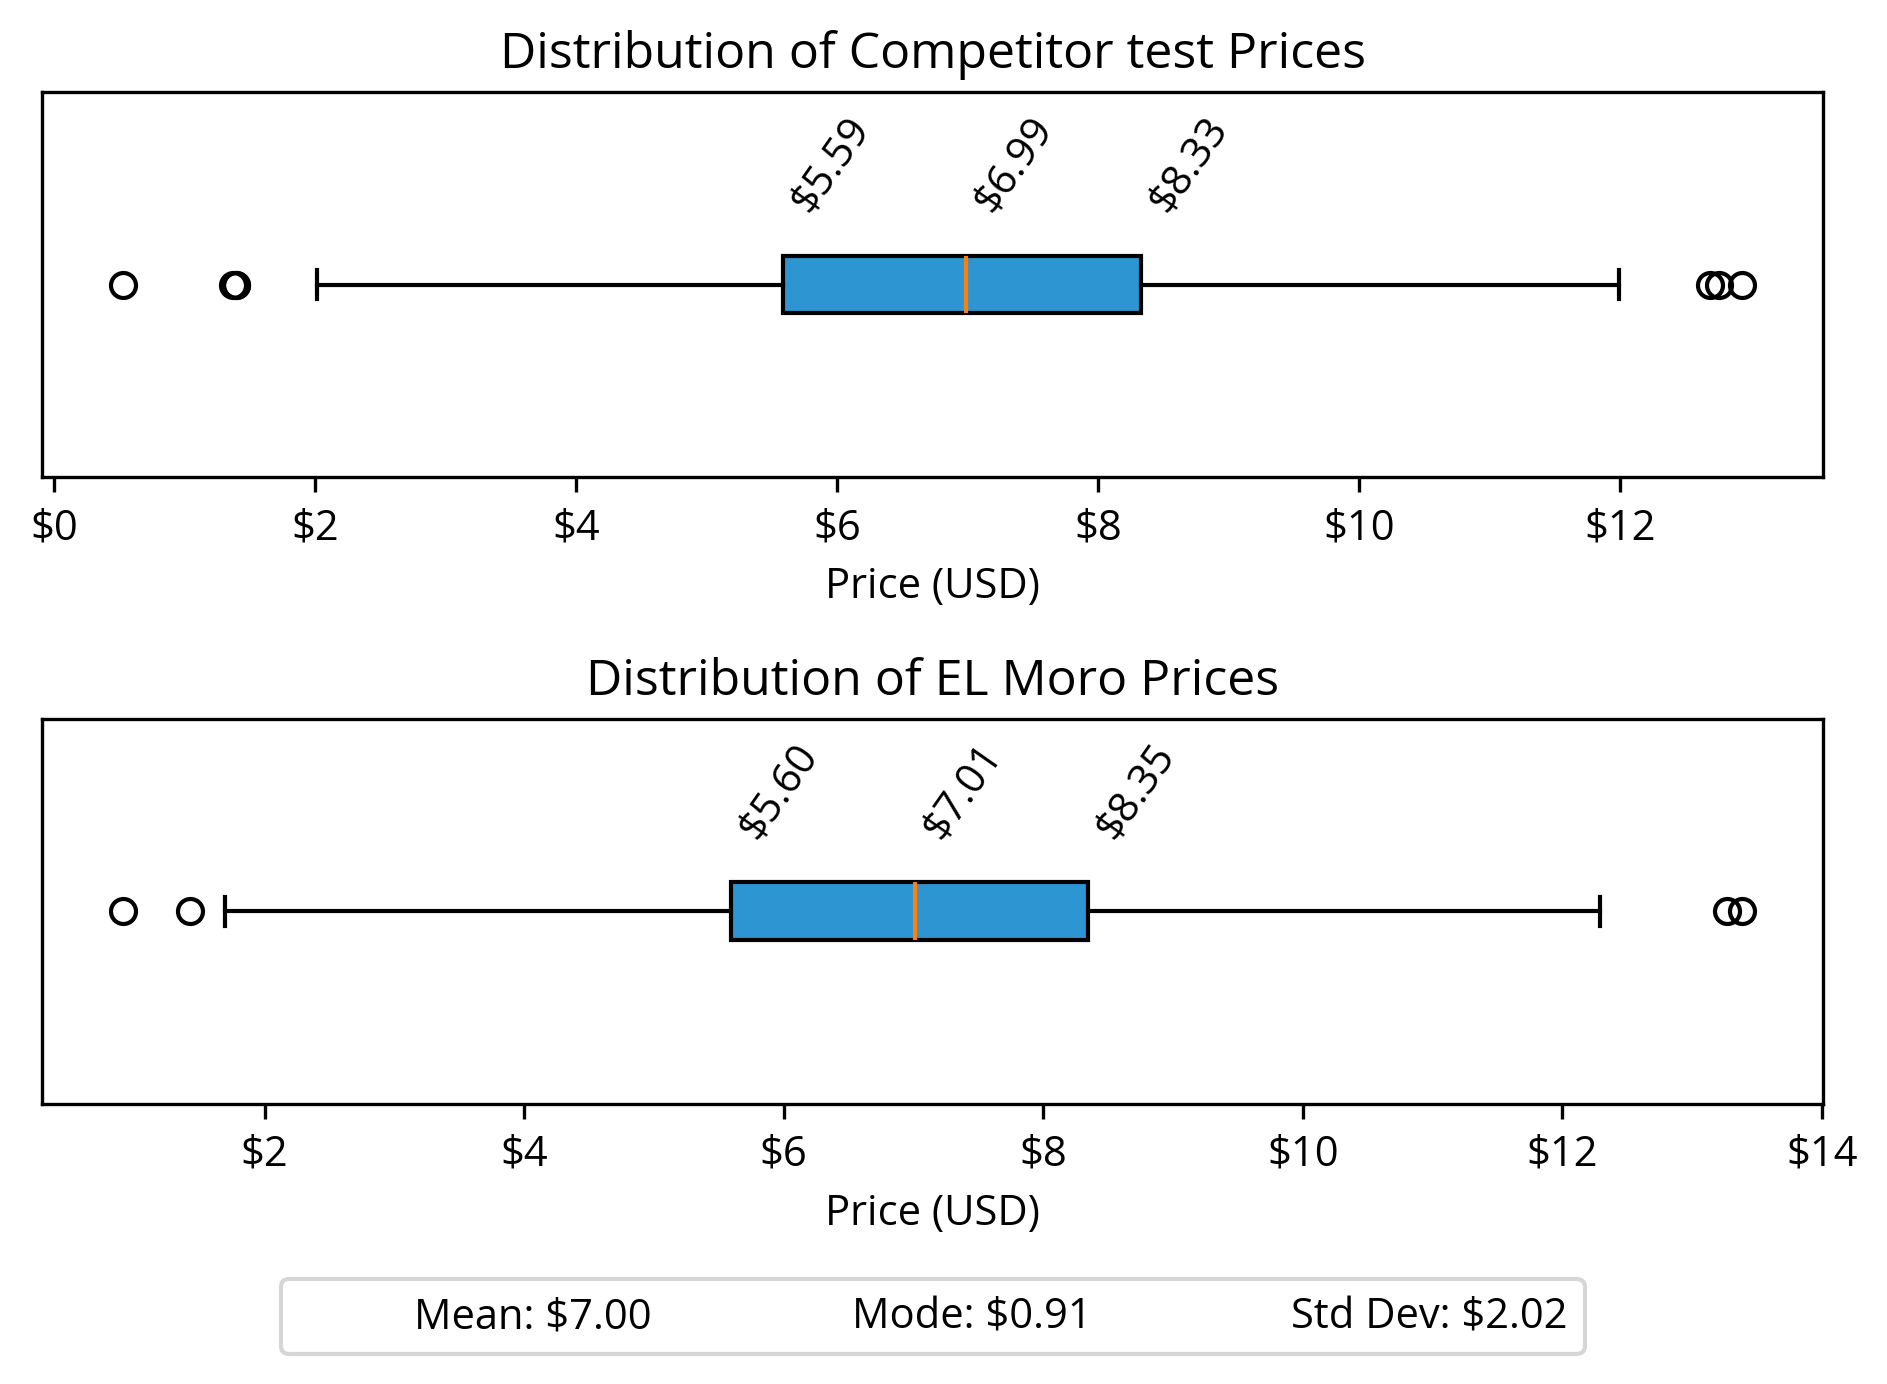 Distribution of Competitor test Prices
$5.59 $6.99 $8.33
$0 $2 $4 $6 $8 $10 $12
Price (USD)
Distribution of EL Moro Prices
$5.60 $7.01 $8.35
$2 $4 $6 $8 $10 $12 $14
Price (USD)
Mean: $7.00 Mode: $0.91 Std Dev: $2.02